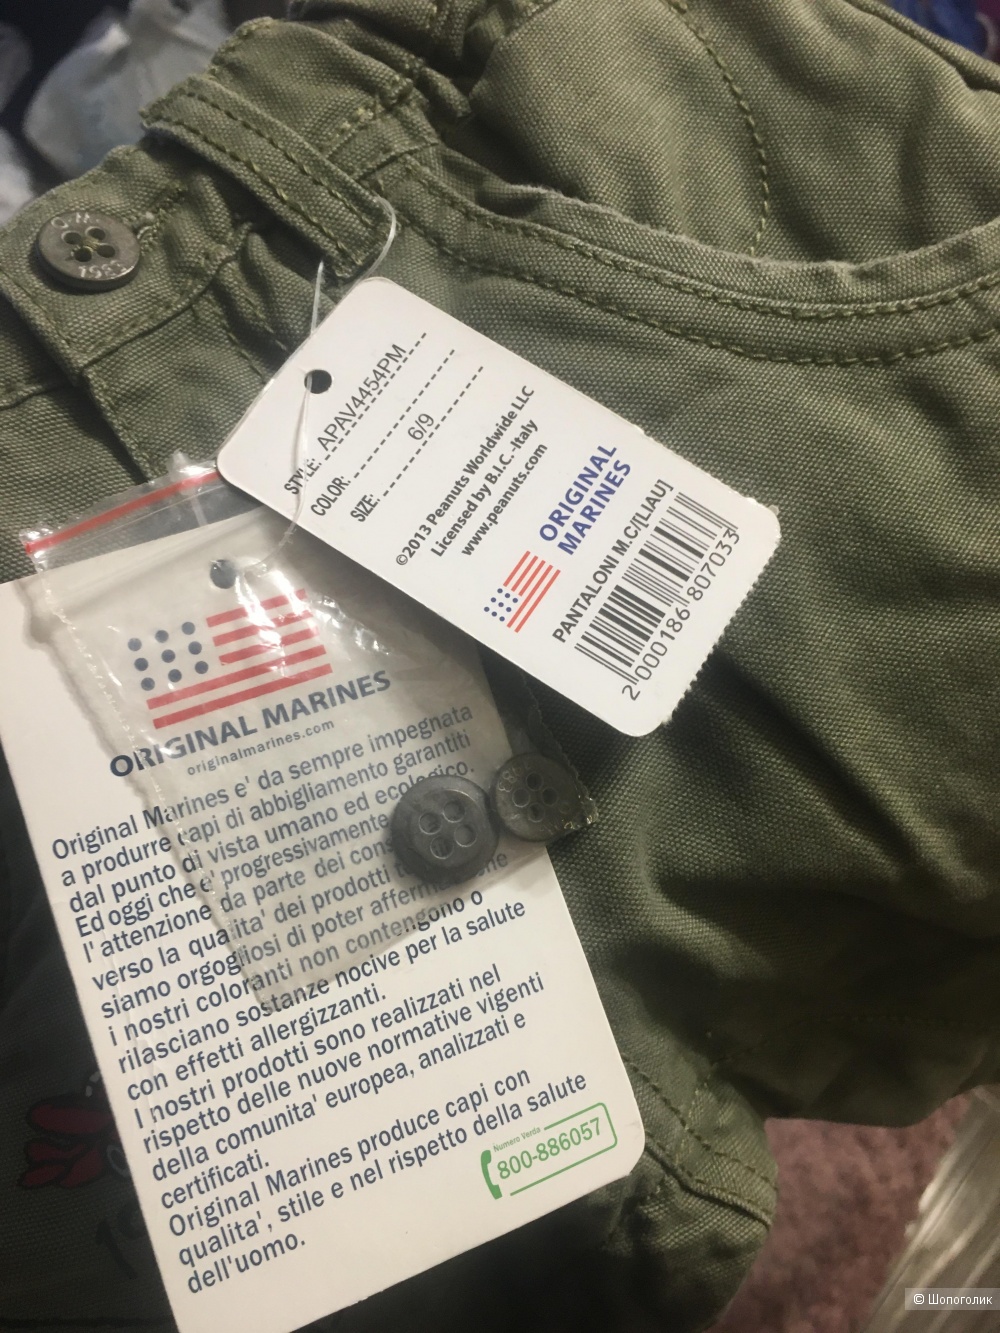 STYLE: APAV4454PM
COLOR:
SIZE: 6/9
©2013 Peanuts Worldwide LLC
Licensed by B.I.C.-Italy
www.peanuts.com
ORIGINAL
MARINES
PANTALONI M.C/[LIAU]
2 000186 807033
ORIGINAL MARINES
originalmarines.com
Original Marines e' da sempre impegnata
a produrre capi di abbigliamento garantiti
dal punto di vista umano ed ecologico.
Ed oggi che e' progressivamente
l'attenzione da parte dei
verso la qualita' dei prodotti
siamo orgogliosi di poter affermare che
i nostri coloranti non contengono o
rilasciano sostanze nocive per la salute
con effetti allergizzanti.
I nostri prodotti sono realizzati nel
rispetto delle nuove normative vigenti
della comunita' europea, analizzati e
certificati.
Original Marines produce capi con
qualita', stile e nel rispetto della salute
dell'uomo.
Numero Verde
800-886057
© Шопоголик